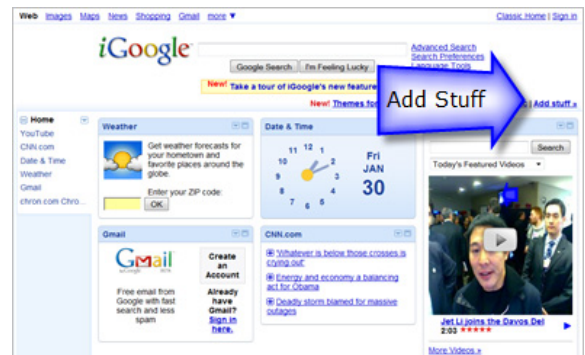 Web Images Maps News Shopping Gmail more ▼
Classic Home | Sign in
iGoogle
Advanced Search
Search Preferences
Language Tools
Google Search I'm Feeling Lucky
New! Take a tour of iGoogle's new feature
New! Themes for
| Add stuff »
Add Stuff
Home
YouTube
CNN.com
Date & Time
Weather
Gmail
chron.com Chro...
Weather
Get weather forecasts for
your hometown and
favorite places around the
globe.
Enter your ZIP code:
OK
Date & Time
11 12 1
10 2
9 3
8 4
7 6 5
Fri
JAN
30
Search
Today's Featured Videos
Jet Li joins the Davos Del
2:03 ★★★★★
More Videos »
Gmail
Gmail
Free email from
Google with fast
search and less
spam
Create
an
Account
Already
have
Gmail?
Sign in
here.
CNN.com
'Whatever is below those crosses is
crying out'
Energy and economy a balancing
act for Obama
Deadly storm blamed for massive
outages